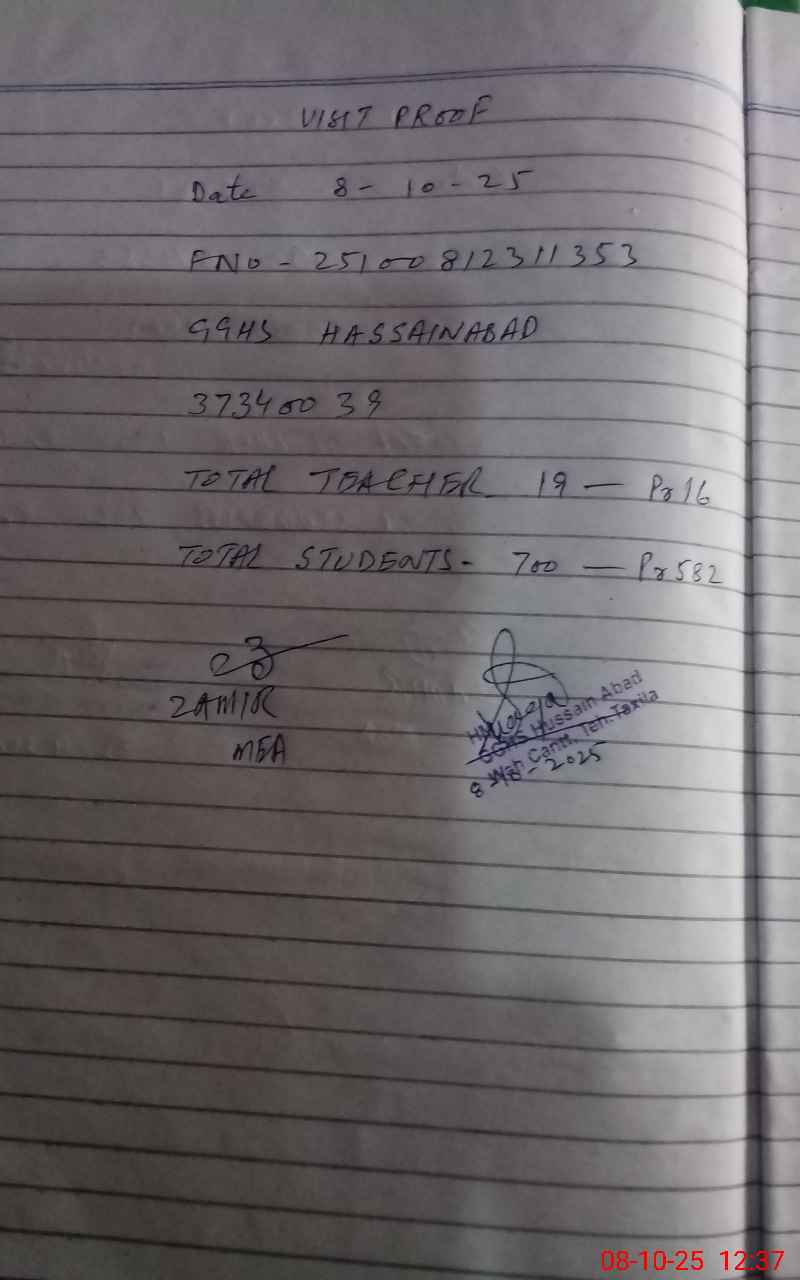 VISIT PROOF
Date 8-10-25
FNO - 25100812311353
GGHS HASSAINABAD
37340039
TOTAL TEACHER 19 — Pr 16
TOTAL STUDENTS - 700 — Pr 582
ZAMIR
MEA
GGHS Hussain Abad
Wah Cantt. Teh. Taxila
8-10-2025
08-10-25 12:37